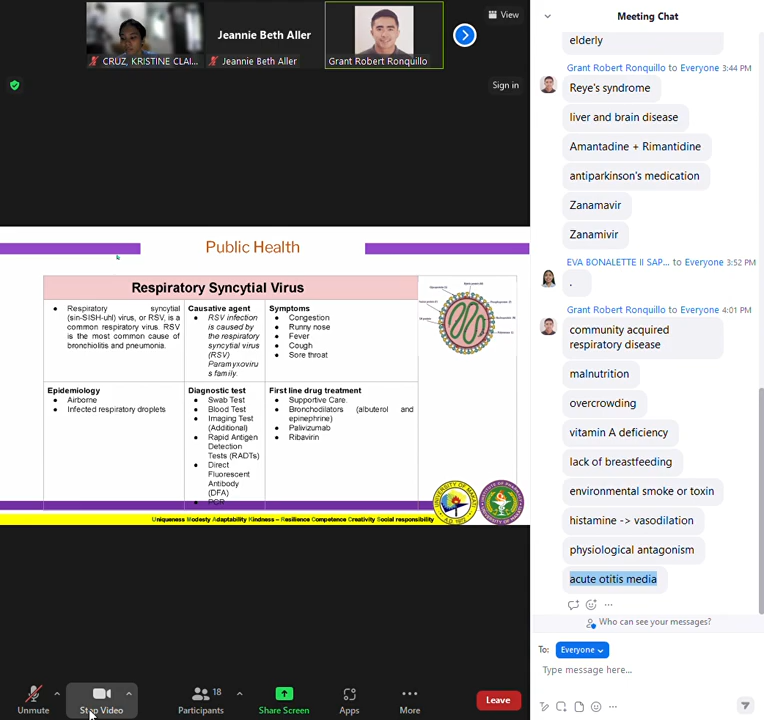 View
CRUZ, KRISTINE CLAI...
Jeannie Beth Aller
Jeannie Beth Aller
Grant Robert Ronquillo
Sign in
Public Health
Respiratory Syncytial Virus
Respiratory syncytial
(sin-SISH-uhl) virus, or RSV, is a
common respiratory virus. RSV
is the most common cause of
bronchiolitis and pneumonia.
Causative agent
RSV infection
is caused by
the respiratory
syncytial virus
(RSV)
Paramyxoviru
s family.
Symptoms
Congestion
Runny nose
Fever
Cough
Sore throat
Epidemiology
Airborne
Infected respiratory droplets
Diagnostic test
Swab Test
Blood Test
Imaging Test
(Additional)
Rapid Antigen
Detection
Tests (RADTs)
Direct
Fluorescent
Antibody
(DFA)
PCR
First line drug treatment
Supportive Care
Bronchodilators (albuterol and
epinephrine)
Palivizumab
Ribavirin
Uniqueness Modesty Adaptability Kindness – Resilience Competence Creativity Social responsibility
Unmute
Stop Video
18
Participants
Share Screen
Apps
More
Leave
Meeting Chat
elderly
Grant Robert Ronquillo to Everyone 3:44 PM
Reye's syndrome
liver and brain disease
Amantadine + Rimantidine
antiparkinson's medication
Zanamavir
Zanamivir
EVA BONALETTE II SAP... to Everyone 3:52 PM
.
Grant Robert Ronquillo to Everyone 4:01 PM
community acquired
respiratory disease
malnutrition
overcrowding
vitamin A deficiency
lack of breastfeeding
environmental smoke or toxin
histamine -> vasodilation
physiological antagonism
acute otitis media
Who can see your messages?
To: Everyone
Type message here...